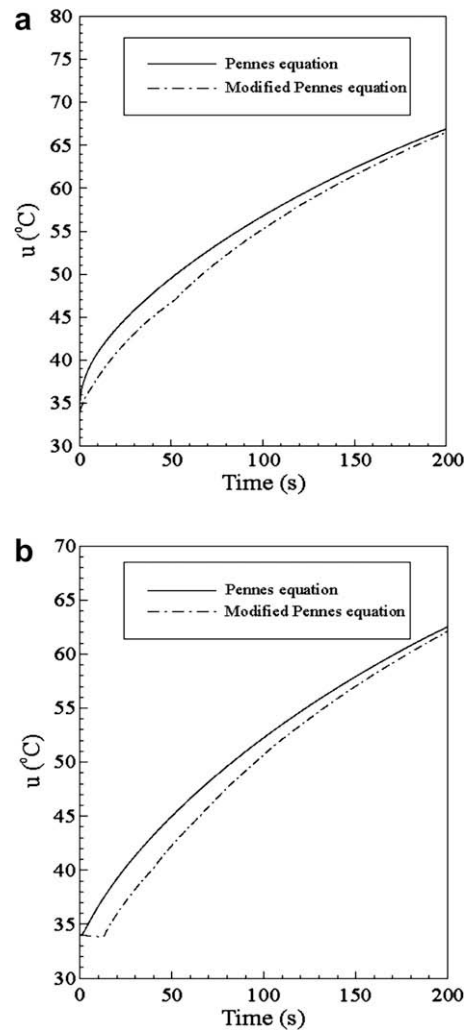 a
80
75
70
65
60
55
50
45
40
35
30
u (°C)
Pennes equation
Modified Pennes equation
0 50 100 150 200
Time (s)
b
70
65
60
55
50
45
40
35
30
u (°C)
Pennes equation
Modified Pennes equation
0 50 100 150 200
Time (s)